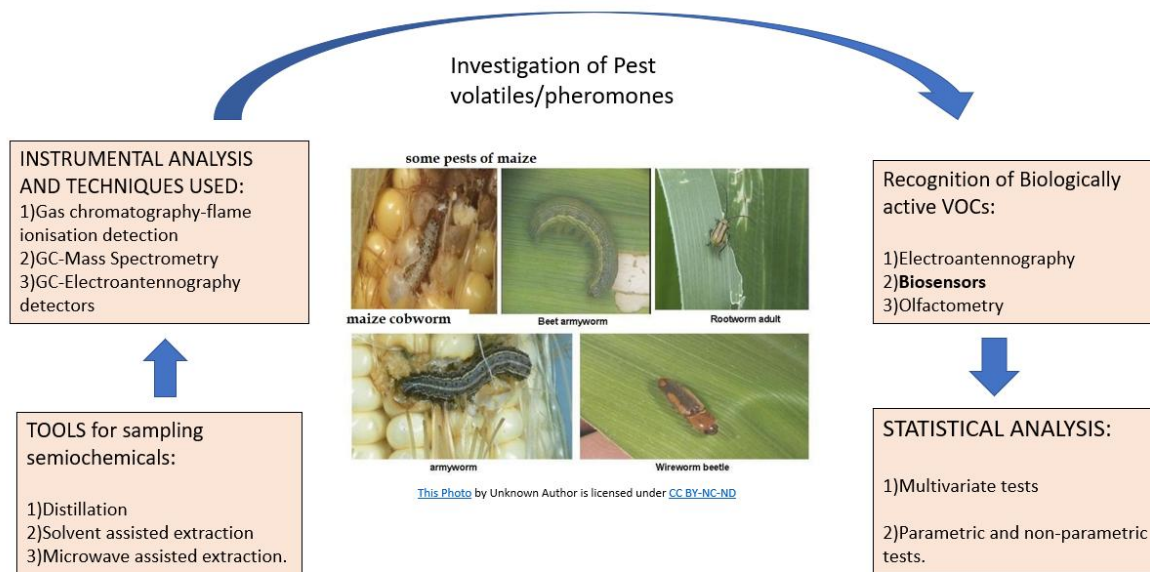 Investigation of Pest
volatiles/pheromones
INSTRUMENTAL ANALYSIS
AND TECHNIQUES USED:
1)Gas chromatography-flame
ionisation detection
2)GC-Mass Spectrometry
3)GC-Electroantennography
detectors
TOOLS for sampling
semiochemicals:
1)Distillation
2)Solvent assisted extraction
3)Microwave assisted extraction.
some pests of maize
maize cobworm
Beet armyworm
Rootworm adult
armyworm
Wireworm beetle
This Photo by Unknown Author is licensed under CC BY-NC-ND
Recognition of Biologically
active VOCs:
1)Electroantennography
2)Biosensors
3)Olfactometry
STATISTICAL ANALYSIS:
1)Multivariate tests
2)Parametric and non-parametric
tests.